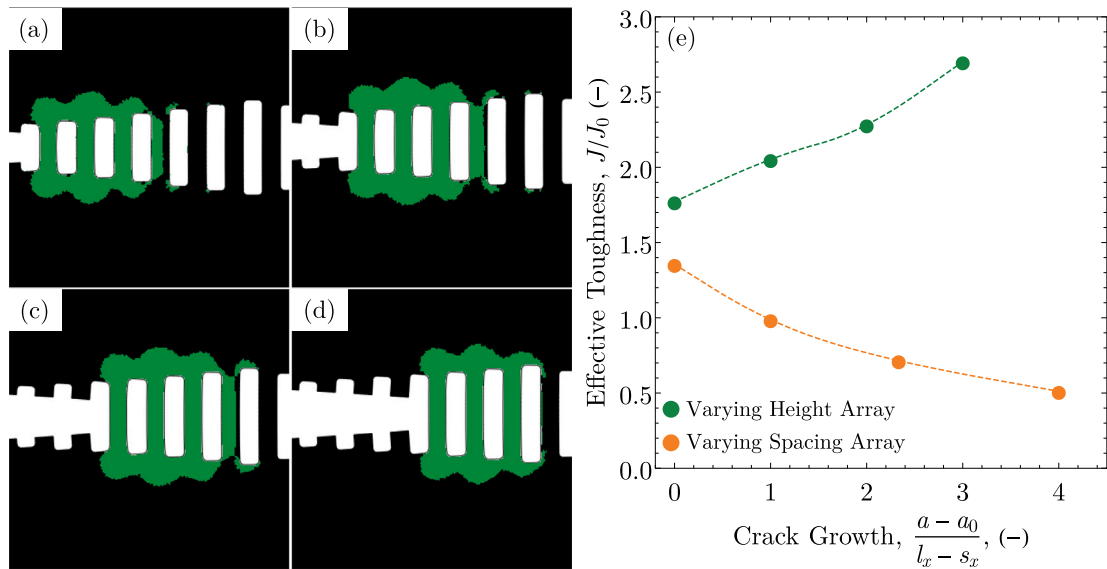 (a)
(b)
(c)
(d)
(e)
Effective Toughness, J/J₀ (−)
3.0
2.5
2.0
1.5
1.0
0.5
0.0
Varying Height Array
Varying Spacing Array
0 1 2 3 4
Crack Growth, \frac{a − a₀}{lₓ − sₓ}, (−)